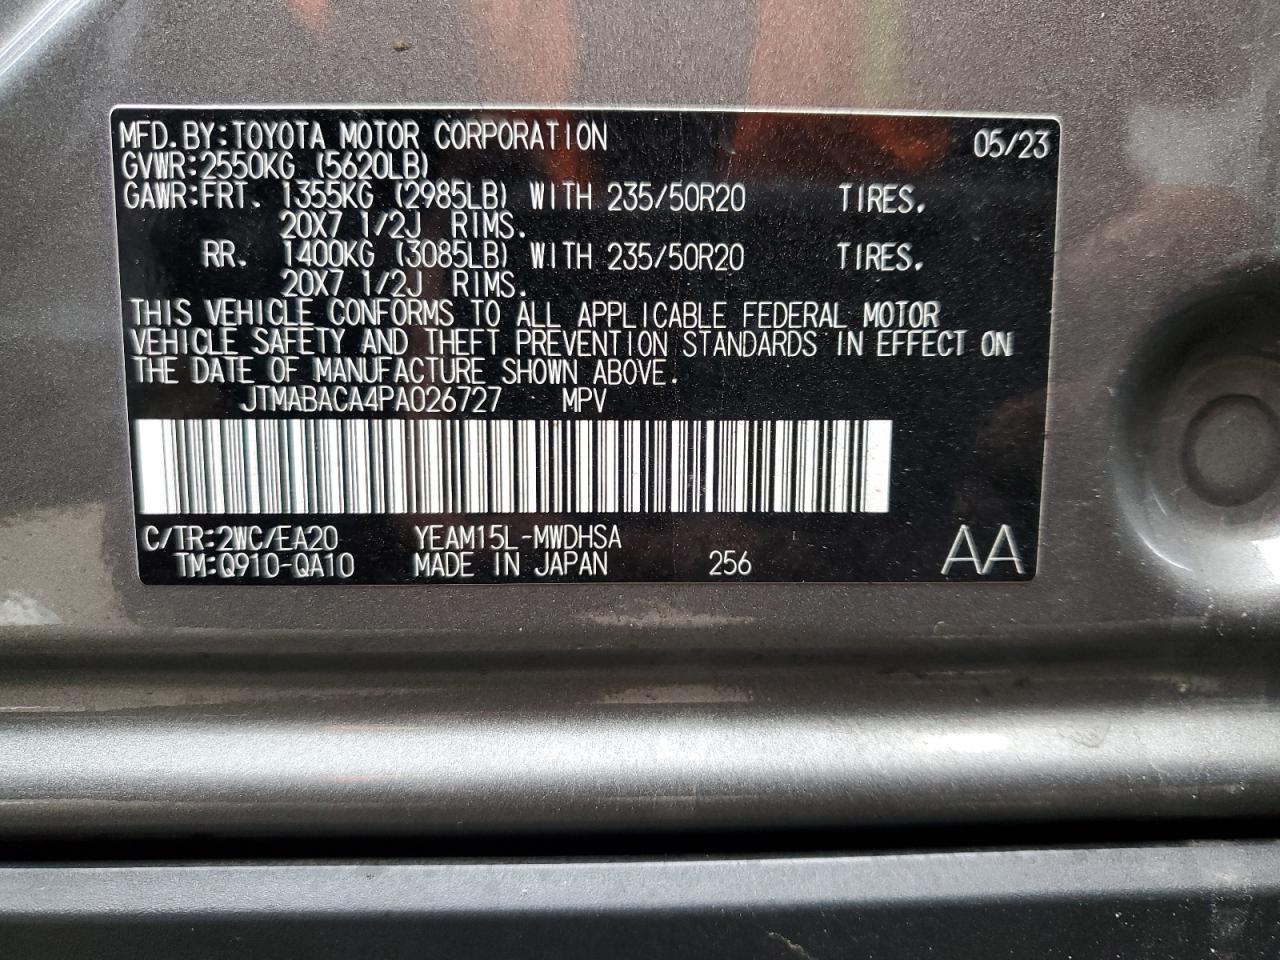 MFD.BY:TOYOTA MOTOR CORPORATION 05/23
GVWR:2550KG (5620LB)
GAWR:FRT. 1355KG (2985LB) WITH 235/50R20 TIRES.
20X7 1/2J RIMS.
RR. 1400KG (3085LB) WITH 235/50R20 TIRES.
20X7 1/2J RIMS.
THIS VEHICLE CONFORMS TO ALL APPLICABLE FEDERAL MOTOR
VEHICLE SAFETY AND THEFT PREVENTION STANDARDS IN EFFECT ON
THE DATE OF MANUFACTURE SHOWN ABOVE.
JTMABACA4PA026727 MPV
C/TR:2WC/EA20 YEAM15L-MWDHSA
TM:Q910-QA10 MADE IN JAPAN 256 AA